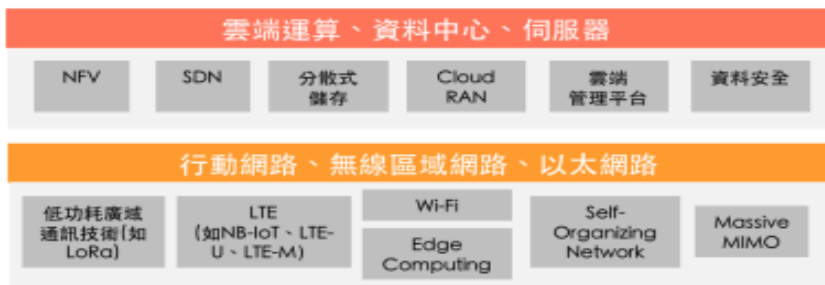 雲端運算、資料中心、伺服器
NFV
SDN
分散式
儲存
Cloud
RAN
雲端
管理平台
資料安全
行動網路、無線區域網路、以太網路
低功耗廣域
通訊技術(如
LoRa)
LTE
(如NB-IoT、LTE-
U、LTE-M)
Wi-Fi
Edge
Computing
Self-
Organizing
Network
Massive
MIMO